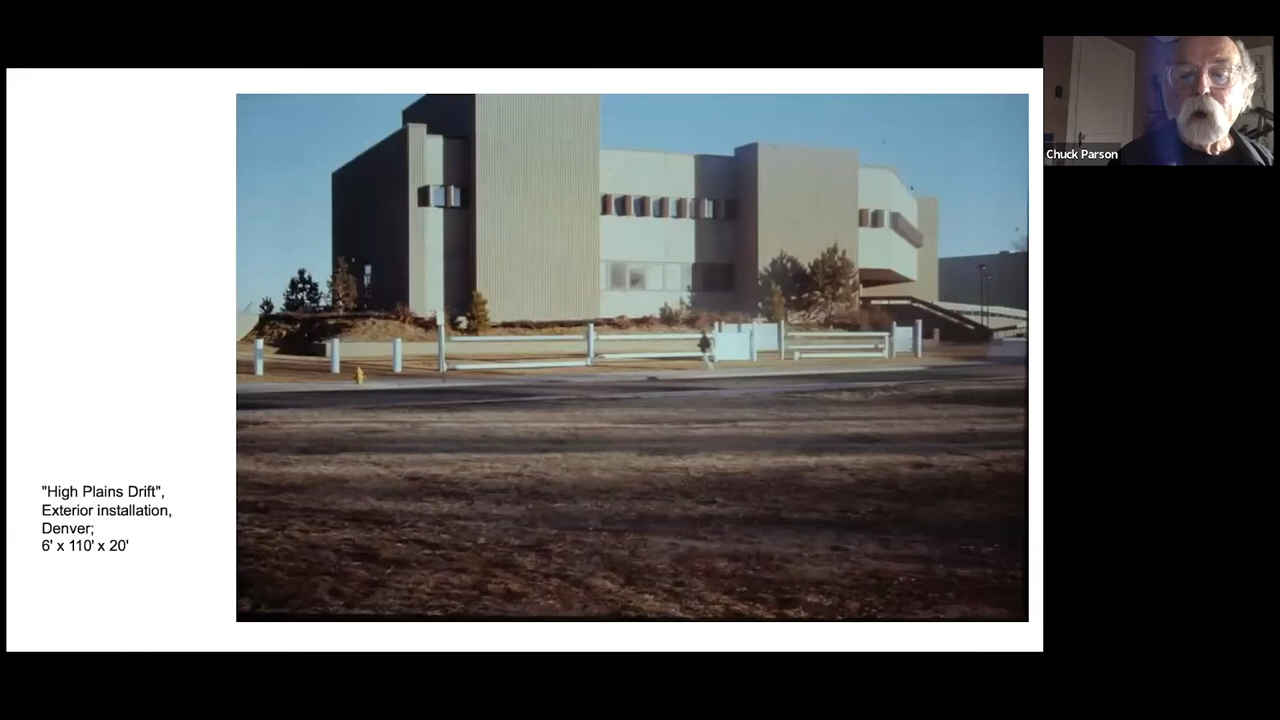 Chuck Parson
"High Plains Drift",
Exterior installation,
Denver;
6' x 110' x 20'